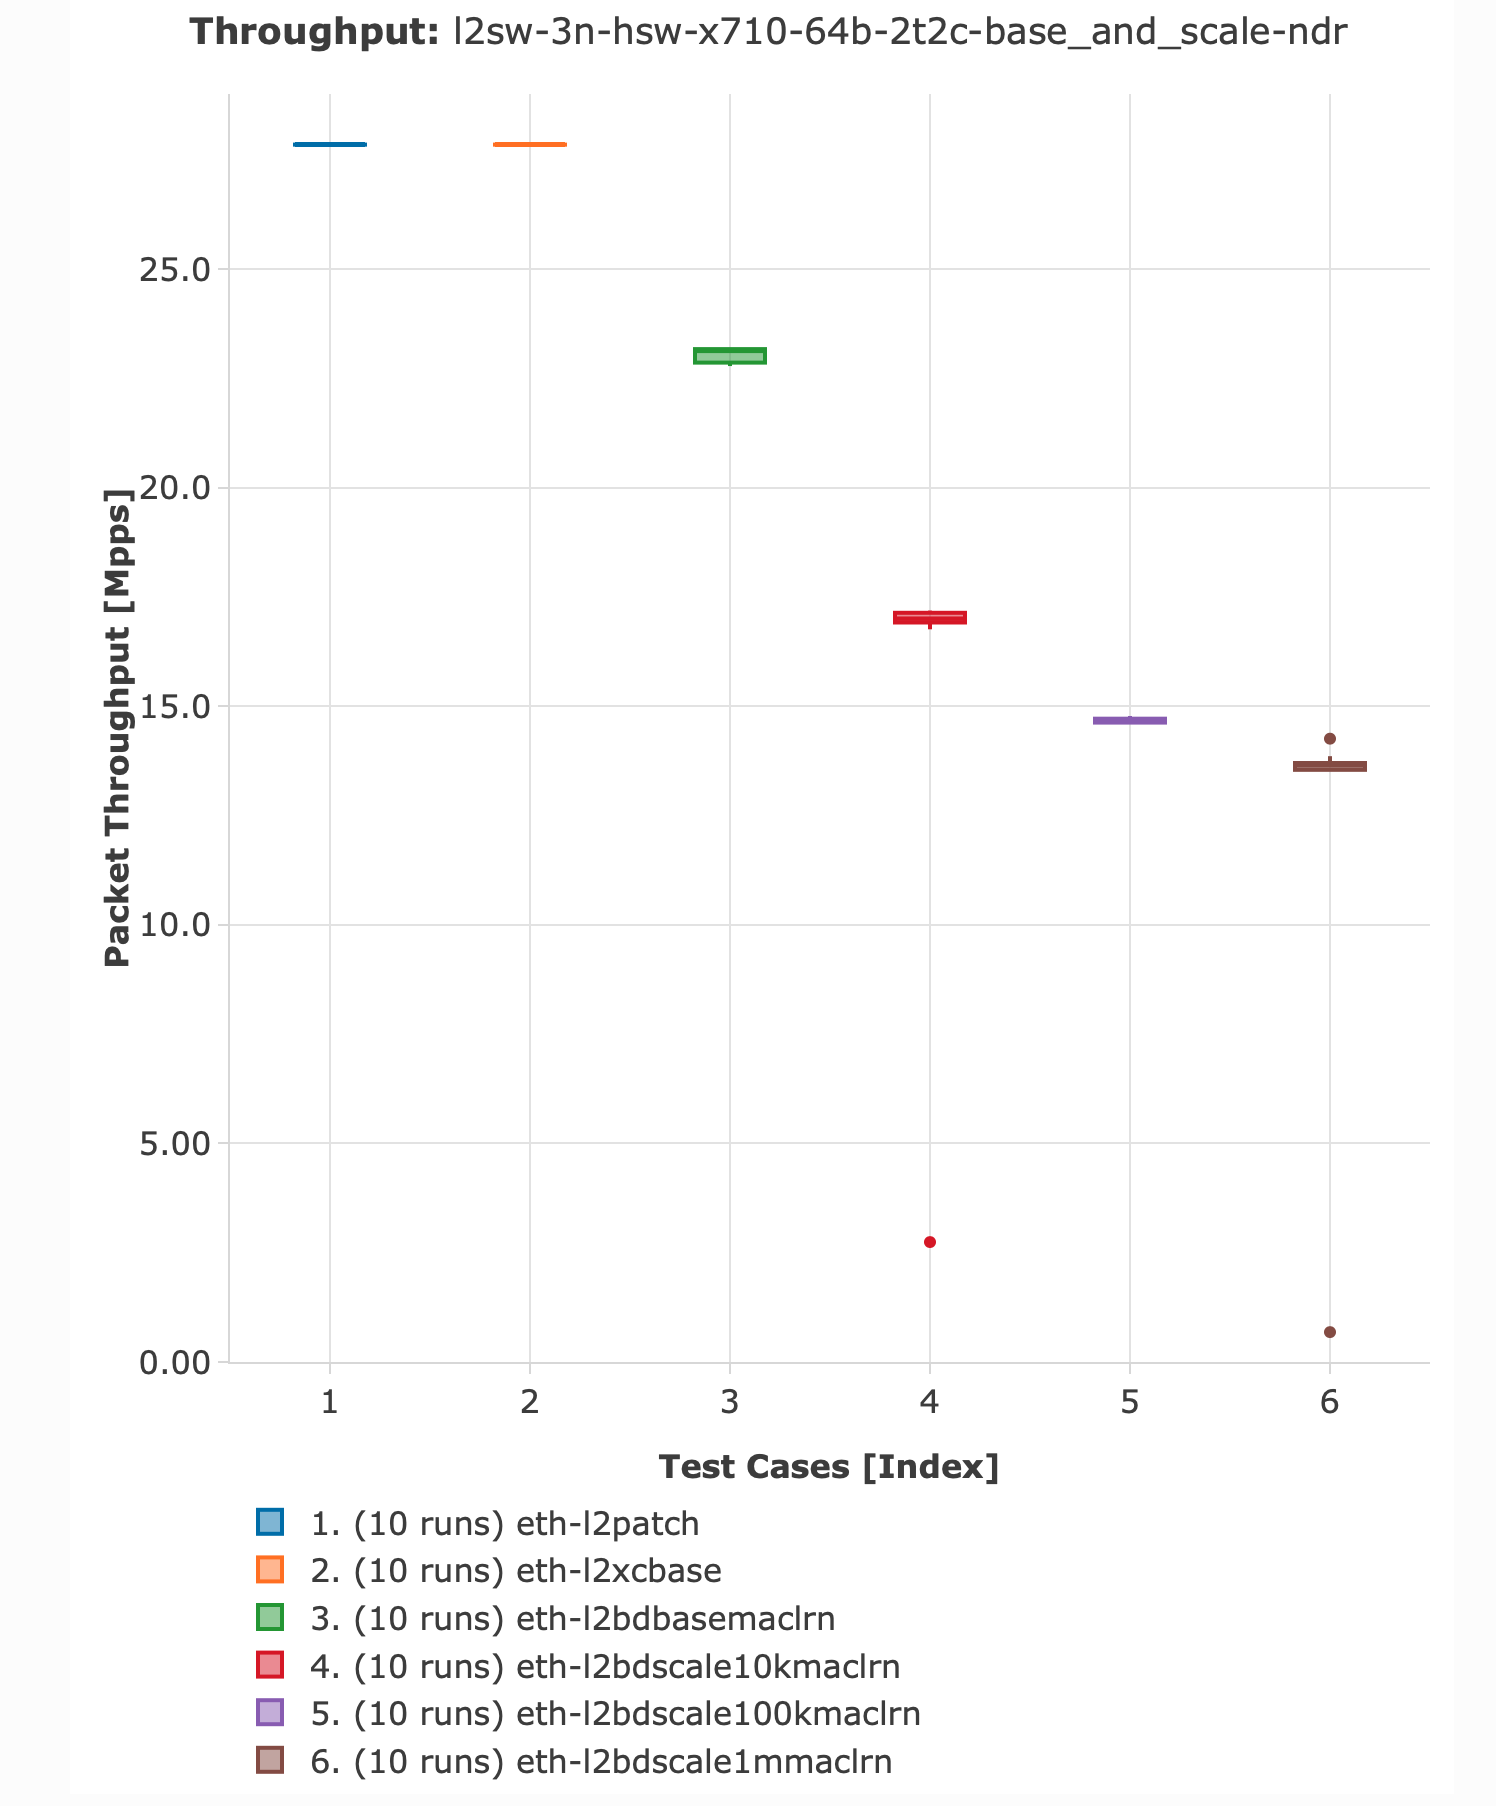 Throughput: l2sw-3n-hsw-x710-64b-2t2c-base_and_scale-ndr
Packet Throughput [Mpps]
25.0
20.0
15.0
10.0
5.00
0.00
1 2 3 4 5 6
Test Cases [Index]
1. (10 runs) eth-l2patch
2. (10 runs) eth-l2xcbase
3. (10 runs) eth-l2bdbasemaclrn
4. (10 runs) eth-l2bdscale10kmaclrn
5. (10 runs) eth-l2bdscale100kmaclrn
6. (10 runs) eth-l2bdscale1mmaclrn